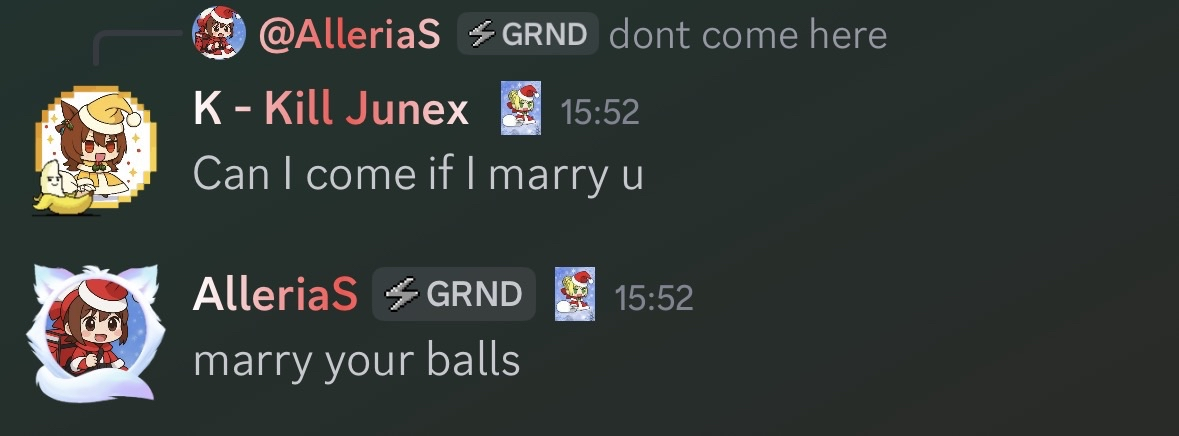 @AlleriaS GRND dont come here
K - Kill Junex 15:52
Can I come if I marry u
AlleriaS GRND 15:52
marry your balls